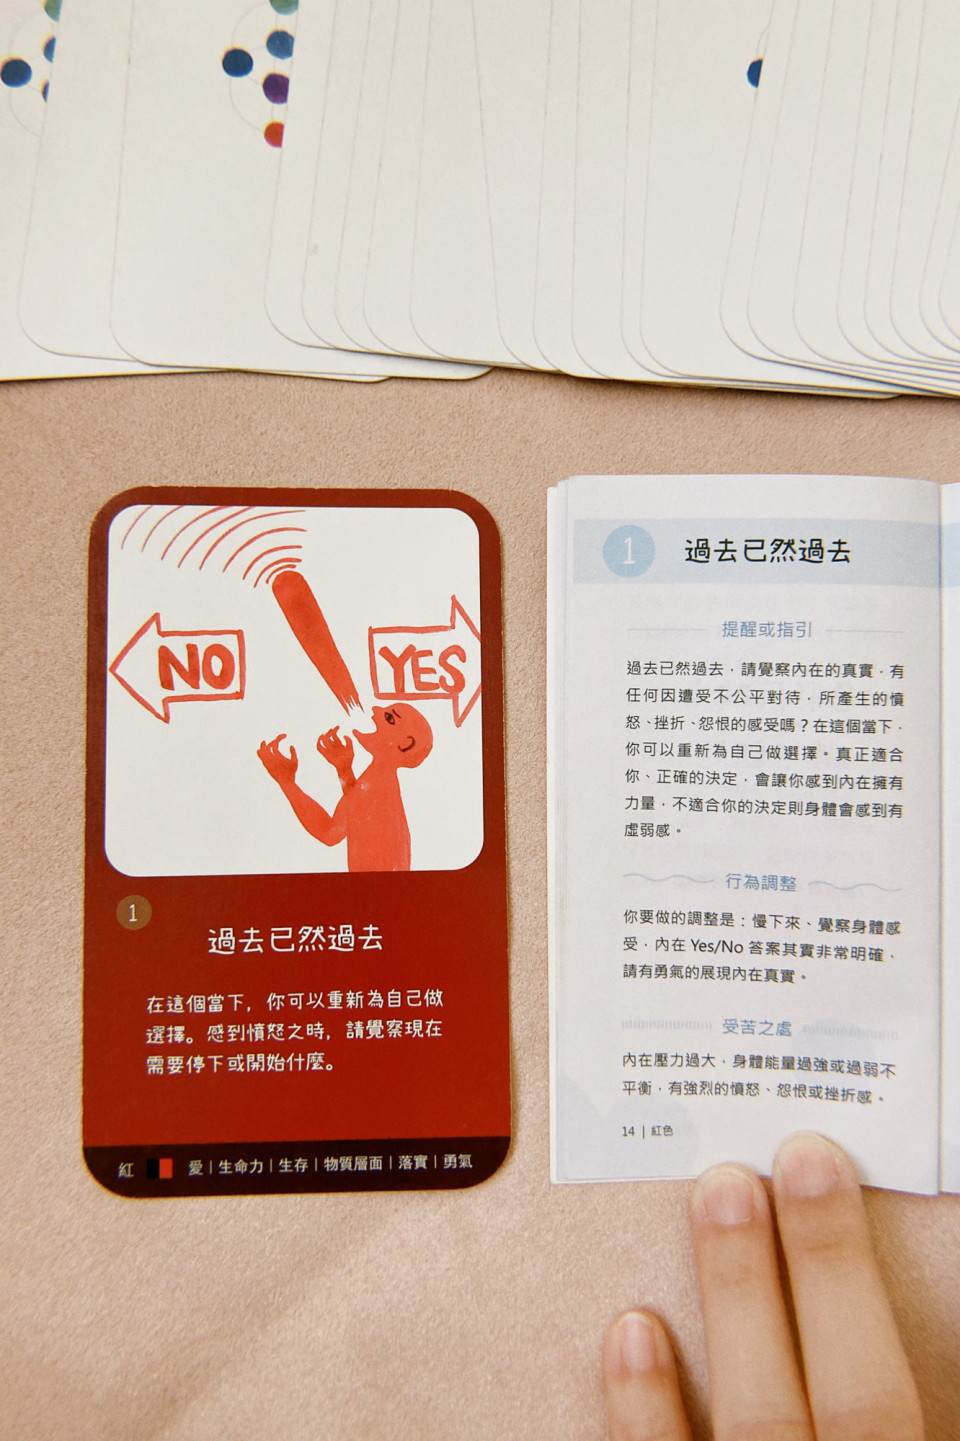 NO
YES
1
過去已然過去
在這個當下，你可以重新為自己做
選擇。感到憤怒之時，請覺察現在
需要停下或開始什麼。
紅 愛｜生命力｜生存｜物質層面｜落實｜勇氣
1 過去已然過去
提醒或指引
過去已然過去，請覺察內在的真實，有
任何因遭受不公平對待，所產生的憤
怒、挫折、怨恨的感受嗎？在這個當下，
你可以重新為自己做選擇。真正適合
你、正確的決定，會讓你感到內在擁有
力量，不適合你的決定則身體會感到有
虛弱感。
行為調整
你要做的調整是：慢下來、覺察身體感
受，內在 Yes/No 答案其實非常明確，
請有勇氣的展現內在真實。
受苦之處
內在壓力過大，身體能量過強或過弱不
平衡，有強烈的憤怒、怨恨或挫折感。
14｜紅色